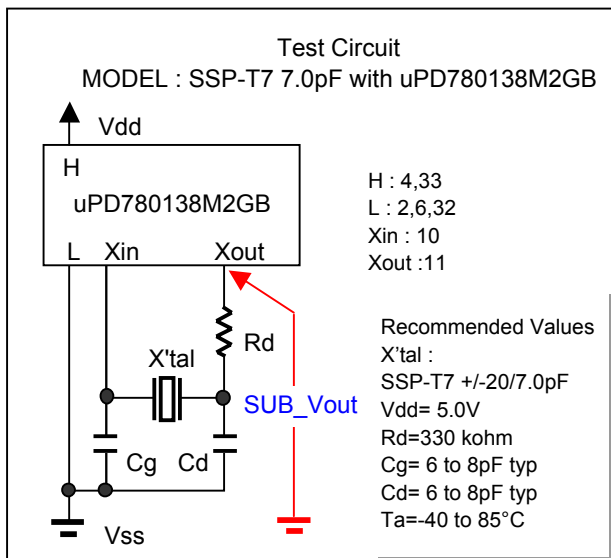 Test Circuit
MODEL : SSP-T7 7.0pF with uPD780138M2GB
Vdd
H
uPD780138M2GB
L Xin Xout
H : 4,33
L : 2,6,32
Xin : 10
Xout :11
Rd
X'tal
SUB_Vout
Cg Cd
Vss
Recommended Values
X’tal :
SSP-T7 +/-20/7.0pF
Vdd= 5.0V
Rd=330 kohm
Cg= 6 to 8pF typ
Cd= 6 to 8pF typ
Ta=-40 to 85°C